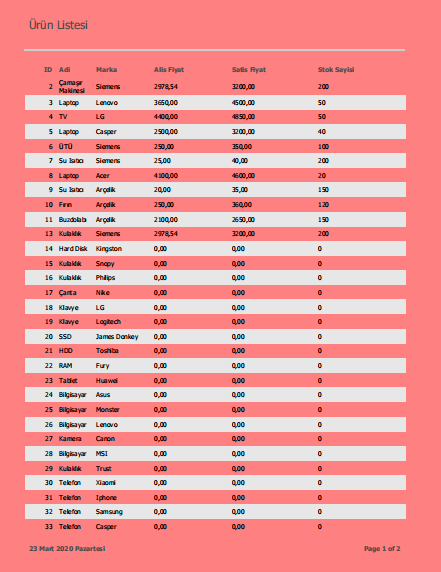 Ürün Listesi
ID Adi Marka Alis Fiyat Satis Fiyat Stok Sayisi
2 Çamaşır Makinesi Siemens 2978,54 3200,00 200
3 Laptop Lenovo 3650,00 4500,00 50
4 TV LG 4400,00 4850,00 50
5 Laptop Casper 2500,00 3200,00 40
6 ÜTÜ Siemens 250,00 350,00 100
7 Su Isıtıcı Siemens 25,00 40,00 200
8 Laptop Acer 4100,00 4600,00 20
9 Su Isıtıcı Arçelik 20,00 35,00 150
10 Fırın Arçelik 250,00 360,00 120
11 Buzdolabı Arçelik 2100,00 2650,00 150
13 Kulaklık Siemens 2978,54 3200,00 200
14 Hard Disk Kingston 0,00 0,00 0
15 Kulaklık Snopy 0,00 0,00 0
16 Kulaklık Philips 0,00 0,00 0
17 Çanta Nike 0,00 0,00 0
18 Klavye LG 0,00 0,00 0
19 Klavye Logitech 0,00 0,00 0
20 SSD James Donkey 0,00 0,00 0
21 HDD Toshiba 0,00 0,00 0
22 RAM Fury 0,00 0,00 0
23 Tablet Huawei 0,00 0,00 0
24 Bilgisayar Asus 0,00 0,00 0
25 Bilgisayar Monster 0,00 0,00 0
26 Bilgisayar Lenovo 0,00 0,00 0
27 Kamera Canon 0,00 0,00 0
28 Bilgisayar MSI 0,00 0,00 0
29 Kulaklık Trust 0,00 0,00 0
30 Telefon Xiaomi 0,00 0,00 0
31 Telefon Iphone 0,00 0,00 0
32 Telefon Samsung 0,00 0,00 0
33 Telefon Casper 0,00 0,00 0
23 Mart 2020 Pazartesi Page 1 of 2